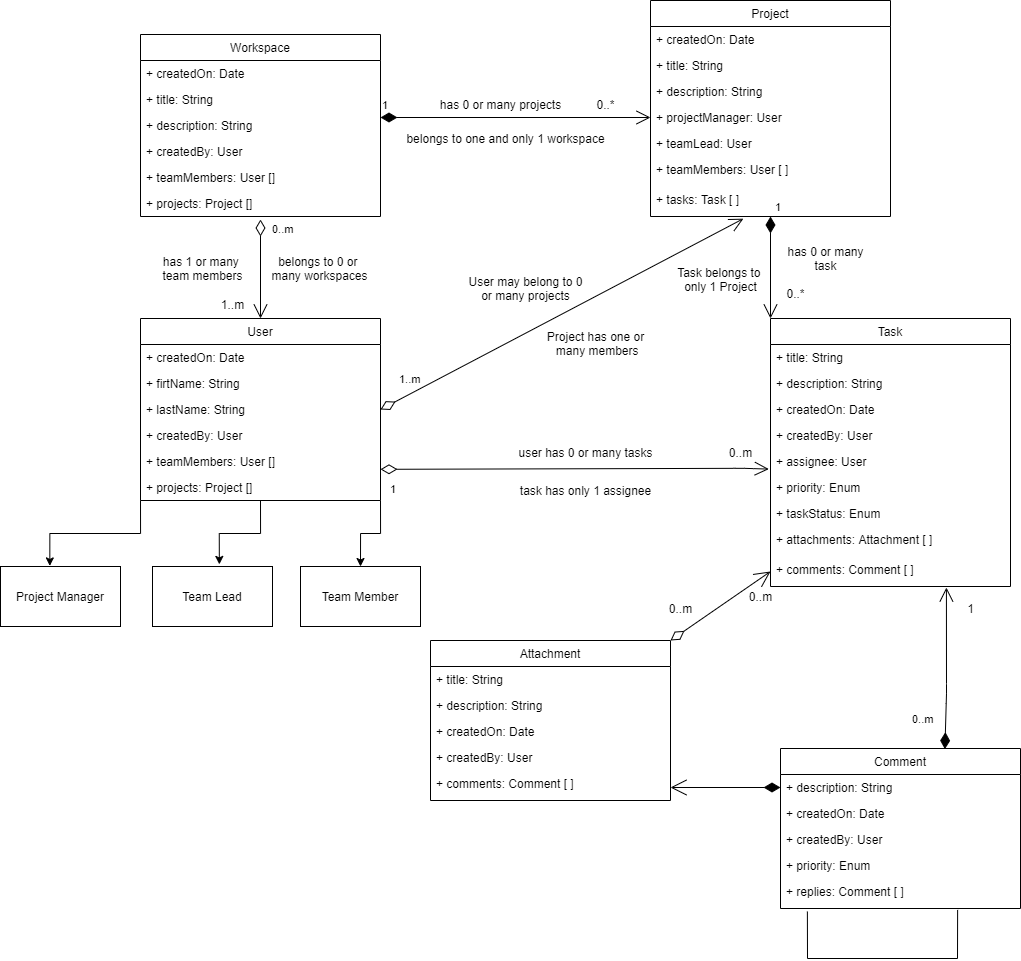 Project
+ createdOn: Date
+ title: String
+ description: String
+ projectManager: User
+ teamLead: User
+ teamMembers: User [ ]
+ tasks: Task [ ]
Workspace
+ createdOn: Date
+ title: String
+ description: String
+ createdBy: User
+ teamMembers: User []
+ projects: Project []
1
has 0 or many projects
0..*
belongs to one and only 1 workspace
0..m
has 1 or many
team members
belongs to 0 or
many workspaces
1..m
1
has 0 or many
task
Task belongs to
only 1 Project
0..*
User may belong to 0
or many projects
Project has one or
many members
1..m
User
+ createdOn: Date
+ firtName: String
+ lastName: String
+ createdBy: User
+ teamMembers: User []
+ projects: Project []
user has 0 or many tasks
0..m
1
task has only 1 assignee
Task
+ title: String
+ description: String
+ createdOn: Date
+ createdBy: User
+ assignee: User
+ priority: Enum
+ taskStatus: Enum
+ attachments: Attachment [ ]
+ comments: Comment [ ]
Project Manager
Team Lead
Team Member
0..m
0..m
1
Attachment
+ title: String
+ description: String
+ createdOn: Date
+ createdBy: User
+ comments: Comment [ ]
0..m
Comment
+ description: String
+ createdOn: Date
+ createdBy: User
+ priority: Enum
+ replies: Comment [ ]